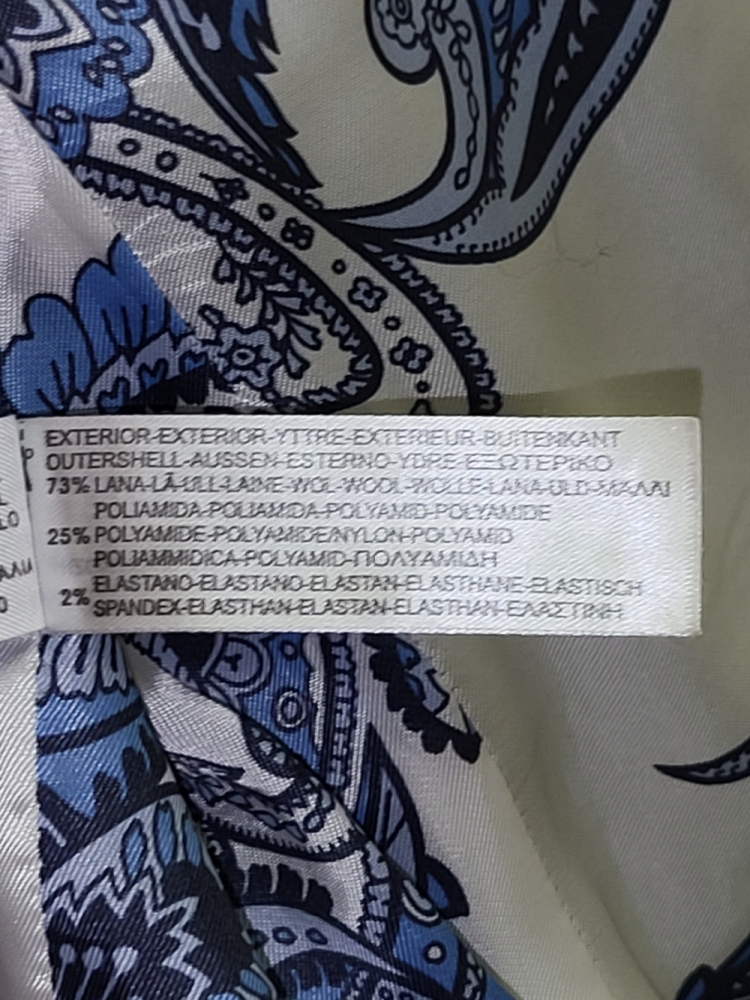 EXTERIOR-EXTERIOR-YTTRE-EXTERIEUR-BUITENKANT
OUTERSHELL-AUSSEN-ESTERNO-YDRE-ΕΞΩΤΕΡΙΚΟ
73% LANA-LÃ-ULL-LAINE-WOL-WOOL-WOLLE-LANA-ULD-ΜΑΛΛΙ
POLIAMIDA-POLIAMIDA-POLYAMID-POLYAMIDE
25% POLYAMIDE-POLYAMIDE/NYLON-POLYAMID
POLIAMMIDICA-POLYAMID-ΠΟΛΥΑΜΙΔΗ
ELASTANO-ELASTANO-ELASTAN-ELASTHANE-ELASTISCH
2% SPANDEX-ELASTHAN-ELASTAN-ELASTHAN-ΕΛΑΣΤΙΝΗ